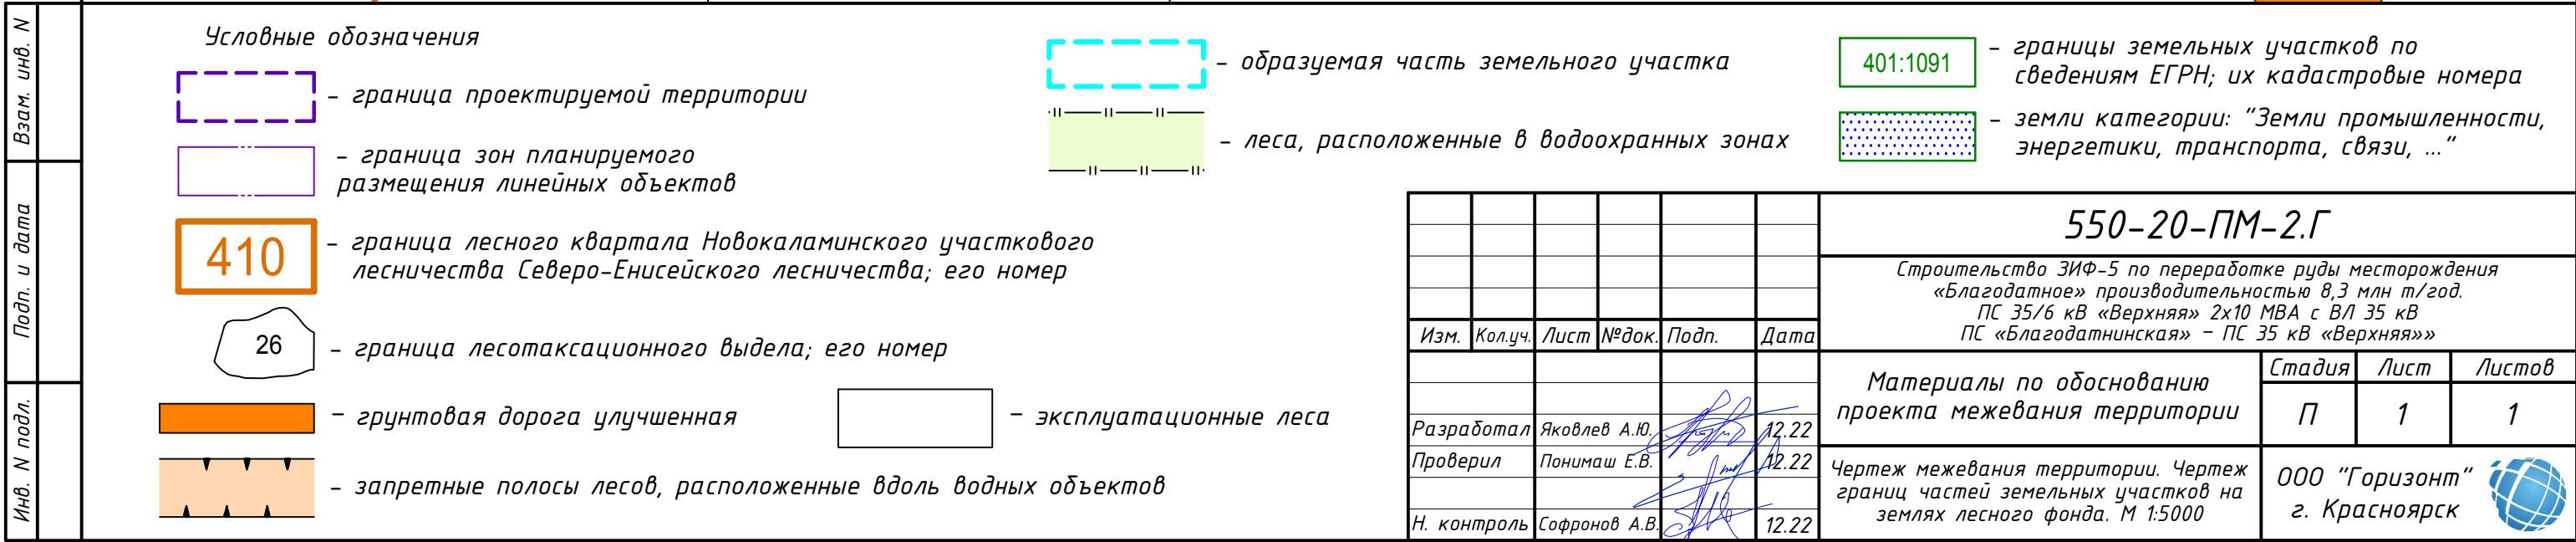 Взам. инв. N
Подп. и дата
Инв. N подл.
Условные обозначения
- граница проектируемой территории
- граница зон планируемого
размещения линейных объектов
410
- граница лесного квартала Новокаламинского участкового
лесничества Северо-Енисейского лесничества; его номер
26
- граница лесотаксационного выдела; его номер
- грунтовая дорога улучшенная
- эксплуатационные леса
- запретные полосы лесов, расположенные вдоль водных объектов
- образуемая часть земельного участка
- леса, расположенные в водоохранных зонах
401:1091
- границы земельных участков по
сведениям ЕГРН; их кадастровые номера
- земли категории: "Земли промышленности,
энергетики, транспорта, связи, ..."
550-20-ПМ-2.Г
Строительство ЗИФ-5 по переработке руды месторождения
«Благодатное» производительностью 8,3 млн т/год.
ПС 35/6 кВ «Верхняя» 2х10 МВА с ВЛ 35 кВ
ПС «Благодатнинская» - ПС 35 кВ «Верхняя»»
Изм. Кол.уч. Лист №док. Подп. Дата
Материалы по обоснованию
проекта межевания территории
Стадия Лист Листов
П 1 1
Разработал Яковлев А.Ю. 12.22
Проверил Понимаш Е.В. 12.22
Н. контроль Софронов А.В. 12.22
Чертеж межевания территории. Чертеж
границ частей земельных участков на
землях лесного фонда. М 1:5000
ООО "Горизонт"
г. Красноярск